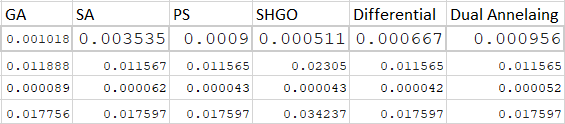 GA SA PS SHGO Differential Dual Annelaing
0.001018 0.003535 0.0009 0.000511 0.000667 0.000956
0.011888 0.011567 0.011565 0.02305 0.011565 0.011565
0.000089 0.000062 0.000043 0.000043 0.000042 0.000052
0.017756 0.017597 0.017597 0.034237 0.017597 0.017597